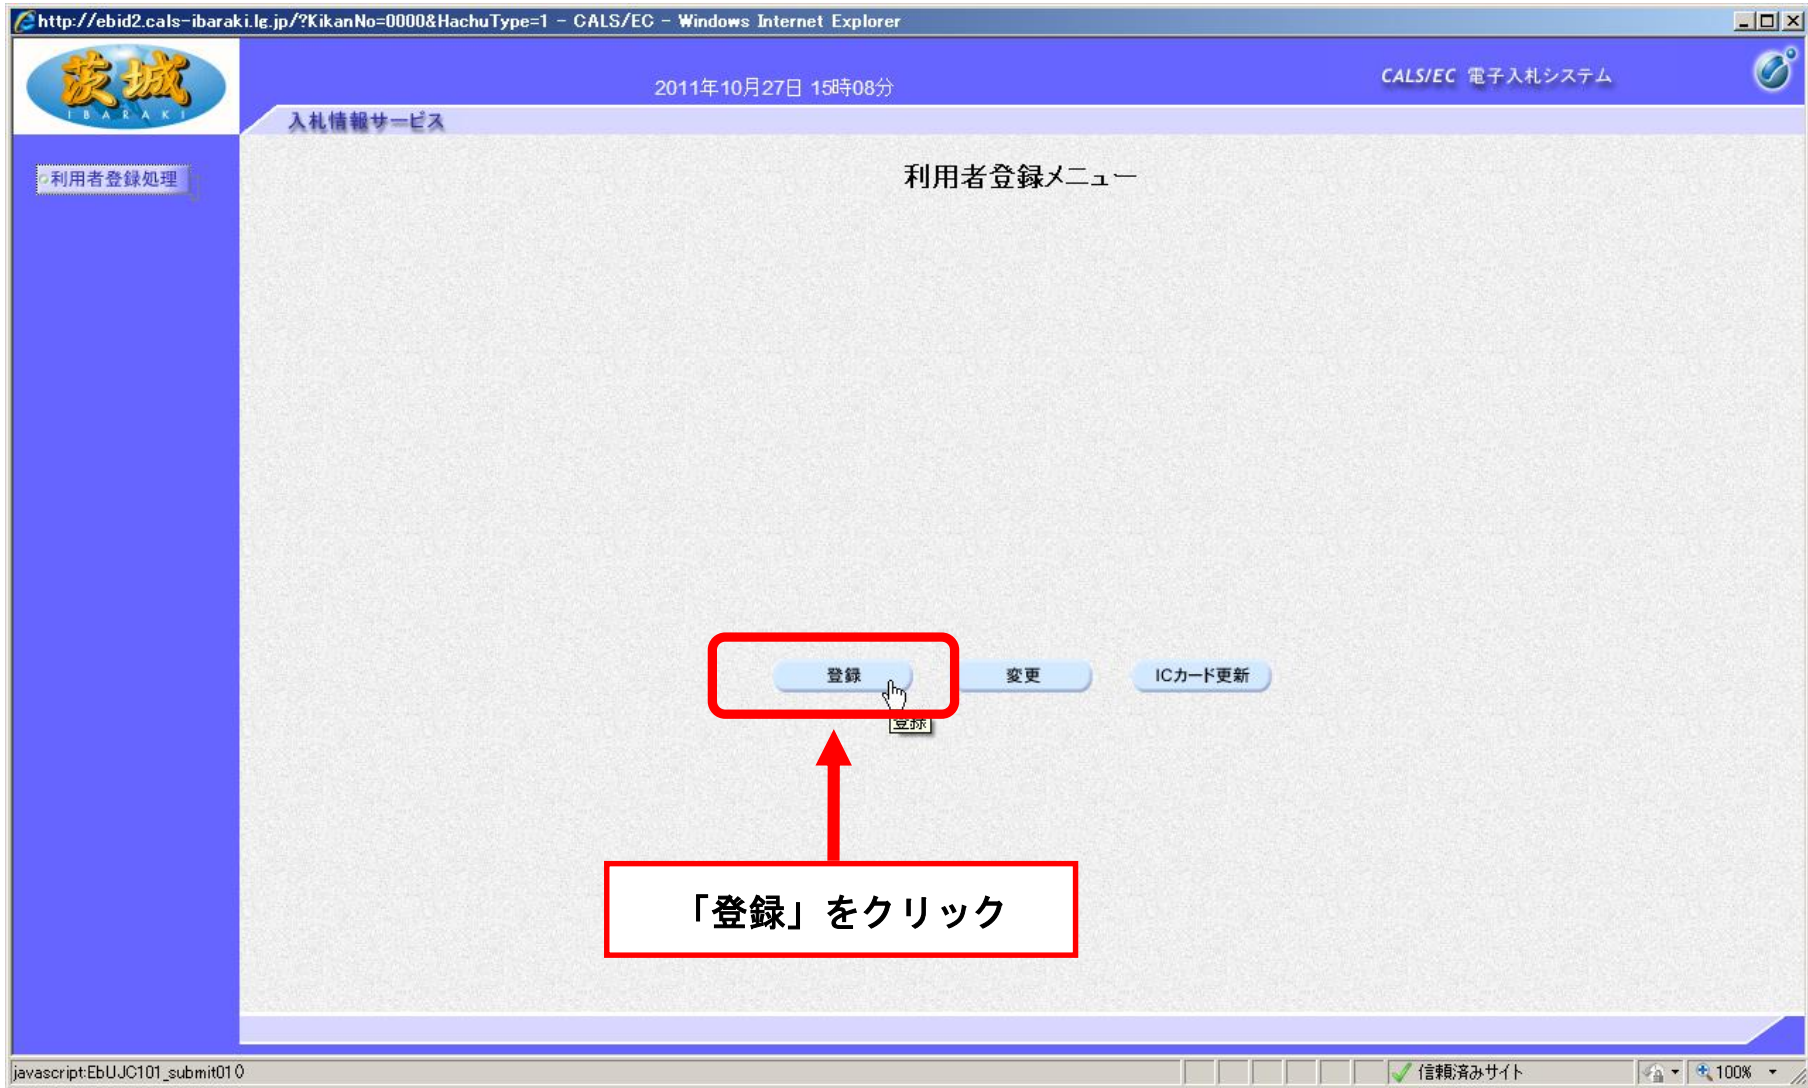 http://ebid2.cals-ibaraki.lg.jp/?KikanNo=0000&HachuType=1 - CALS/EC - Windows Internet Explorer
茨城
IBARAKI
2011年10月27日 15時08分
CALS/EC 電子入札システム
入札情報サービス
利用者登録処理
利用者登録メニュー
登録
変更
ICカード更新
登録
「登録」をクリック
javascript:EbUJC101_submit01()
信頼済みサイト
100%